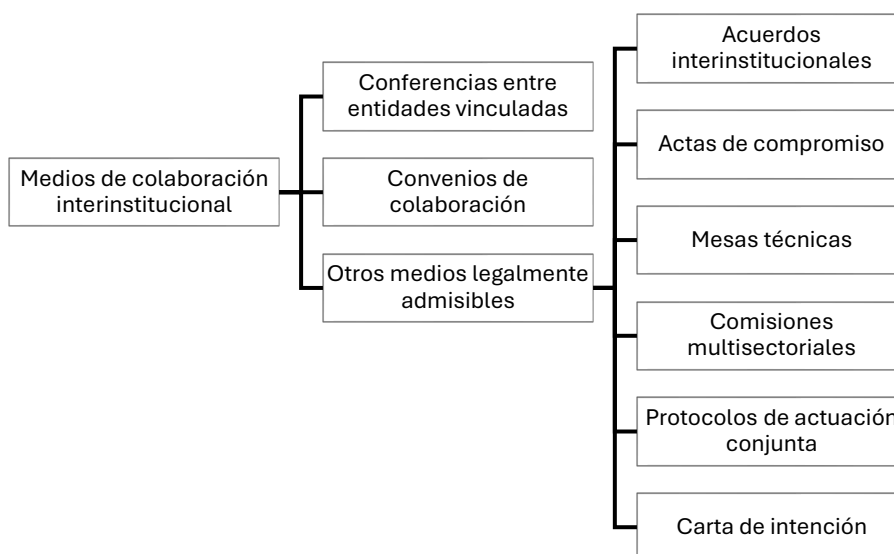 Medios de colaboración
interinstitucional
Conferencias entre
entidades vinculadas
Convenios de
colaboración
Otros medios legalmente
admisibles
Acuerdos
interinstitucionales
Actas de compromiso
Mesas técnicas
Comisiones
multisectoriales
Protocolos de actuación
conjunta
Carta de intención